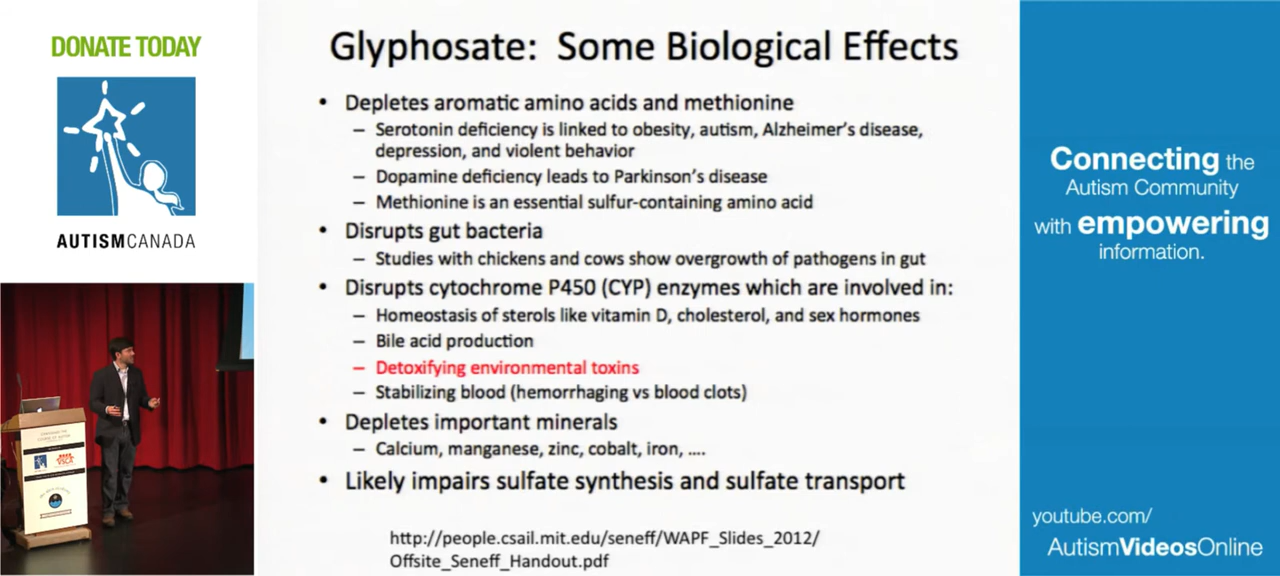 DONATE TODAY
AUTISMCANADA
Glyphosate: Some Biological Effects
• Depletes aromatic amino acids and methionine
– Serotonin deficiency is linked to obesity, autism, Alzheimer's disease,
depression, and violent behavior
– Dopamine deficiency leads to Parkinson's disease
– Methionine is an essential sulfur-containing amino acid
• Disrupts gut bacteria
– Studies with chickens and cows show overgrowth of pathogens in gut
• Disrupts cytochrome P450 (CYP) enzymes which are involved in:
– Homeostasis of sterols like vitamin D, cholesterol, and sex hormones
– Bile acid production
– Detoxifying environmental toxins
– Stabilizing blood (hemorrhaging vs blood clots)
• Depletes important minerals
– Calcium, manganese, zinc, cobalt, iron, ....
• Likely impairs sulfate synthesis and sulfate transport
http://people.csail.mit.edu/seneff/WAPF_Slides_2012/
Offsite_Seneff_Handout.pdf
Connecting the
Autism Community
with empowering
information.
youtube.com/
AutismVideosOnline